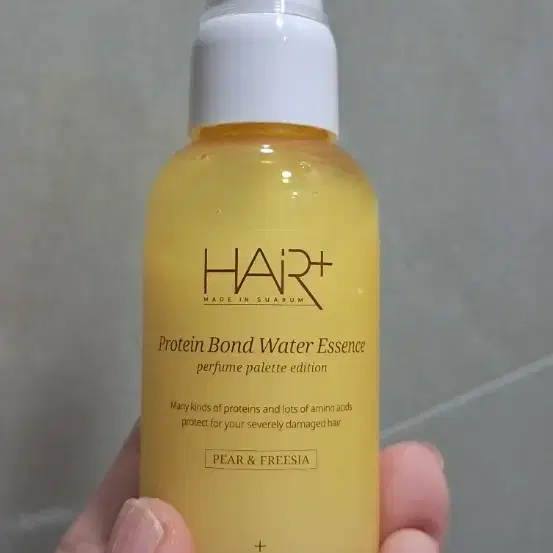 HAiR+
MADE IN SUARUM
Protein Bond Water Essence
perfume palette edition
Many kinds of proteins and lots of amino acids
protect for your severely damaged hair
PEAR & FREESIA
+